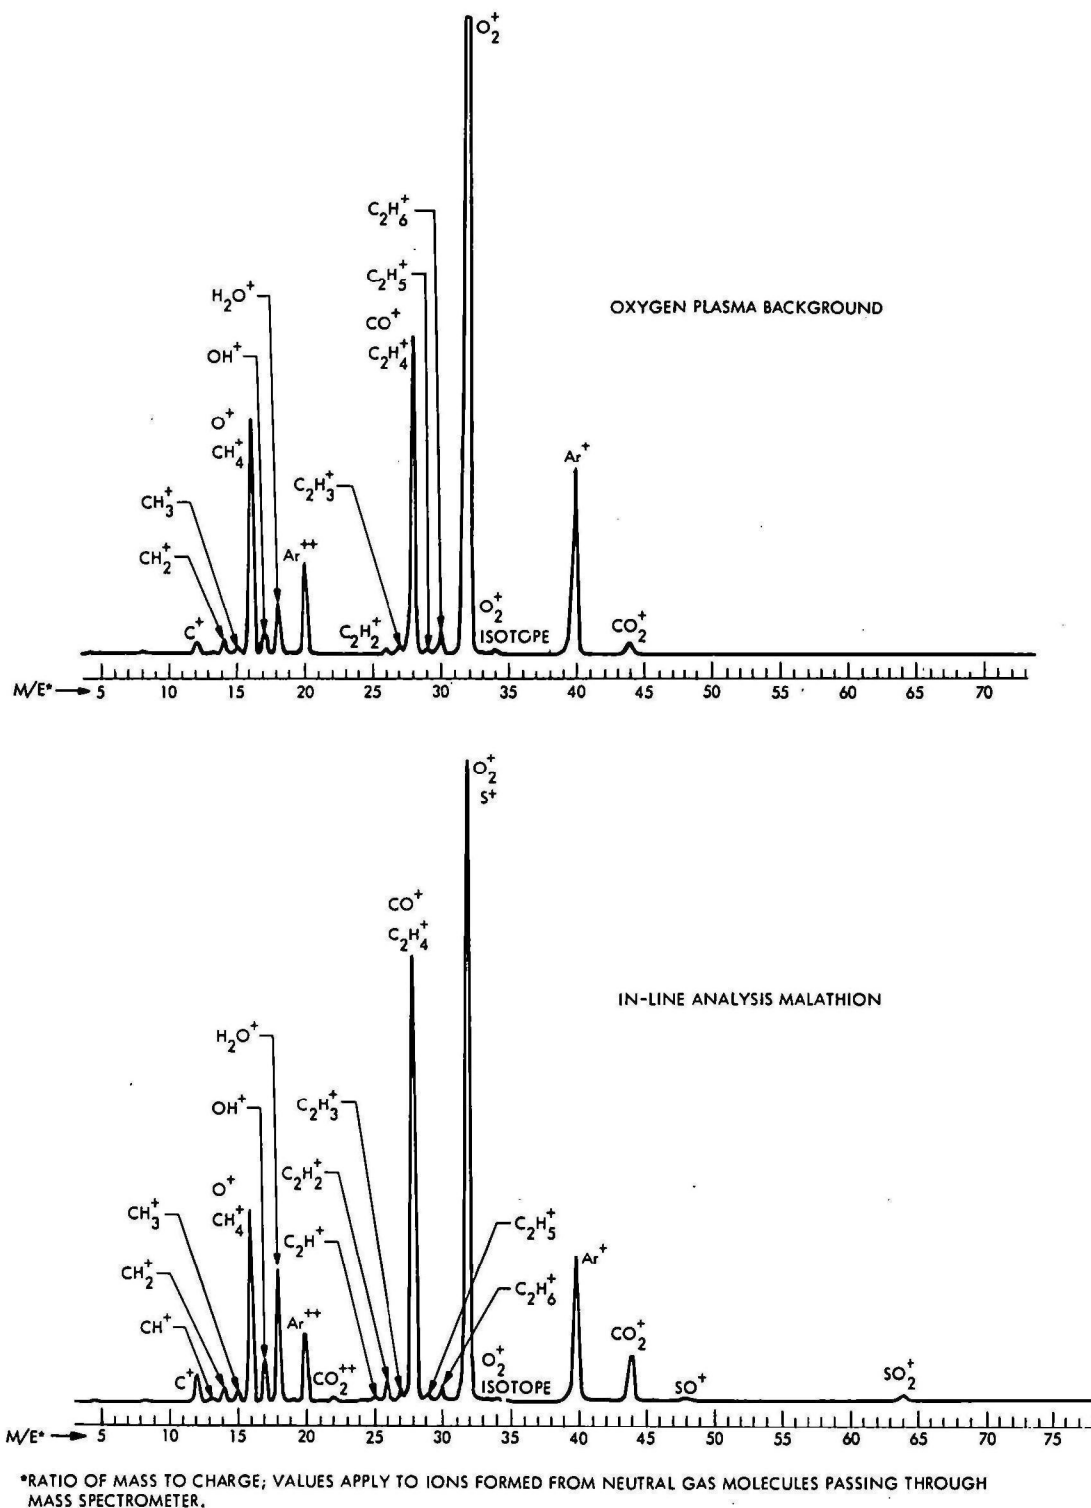 O₂⁺
C₂H₆⁺
C₂H₅⁺
H₂O⁺
OXYGEN PLASMA BACKGROUND
CO⁺
C₂H₄⁺
OH⁺
O⁺
CH₄⁺
Ar⁺
C₂H₃⁺
CH₃⁺
CH₂⁺
Ar⁺⁺
O₂⁺
ISOTOPE
C⁺
C₂H₂⁺
CO₂⁺
M/E* 5 10 15 20 25 30 35 40 45 50 55 60 65 70
O₂⁺
S⁺
CO⁺
C₂H₄⁺
IN-LINE ANALYSIS MALATHION
H₂O⁺
OH⁺
C₂H₃⁺
O⁺
CH₄⁺
C₂H₂⁺
CH₃⁺
C₂H⁺
C₂H₅⁺
CH₂⁺
Ar⁺
C₂H₆⁺
CH⁺
Ar⁺⁺
CO₂⁺
C⁺
CO₂⁺⁺
O₂⁺
ISOTOPE
SO⁺
SO₂⁺
M/E* 5 10 15 20 25 30 35 40 45 50 55 60 65 70 75
*RATIO OF MASS TO CHARGE; VALUES APPLY TO IONS FORMED FROM NEUTRAL GAS MOLECULES PASSING THROUGH
MASS SPECTROMETER.